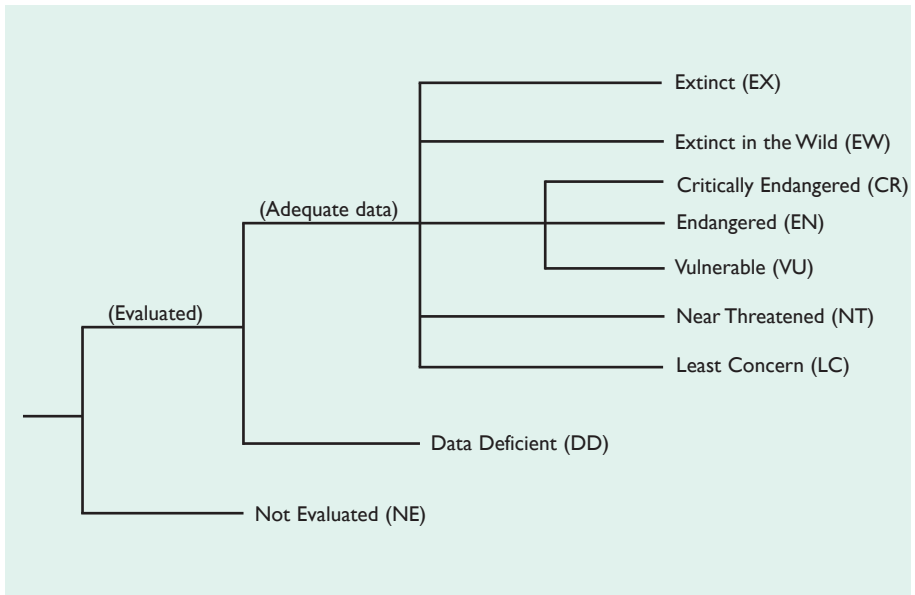 Extinct (EX)
Extinct in the Wild (EW)
Critically Endangered (CR)
(Adequate data)
Endangered (EN)
Vulnerable (VU)
(Evaluated)
Near Threatened (NT)
Least Concern (LC)
Data Deficient (DD)
Not Evaluated (NE)